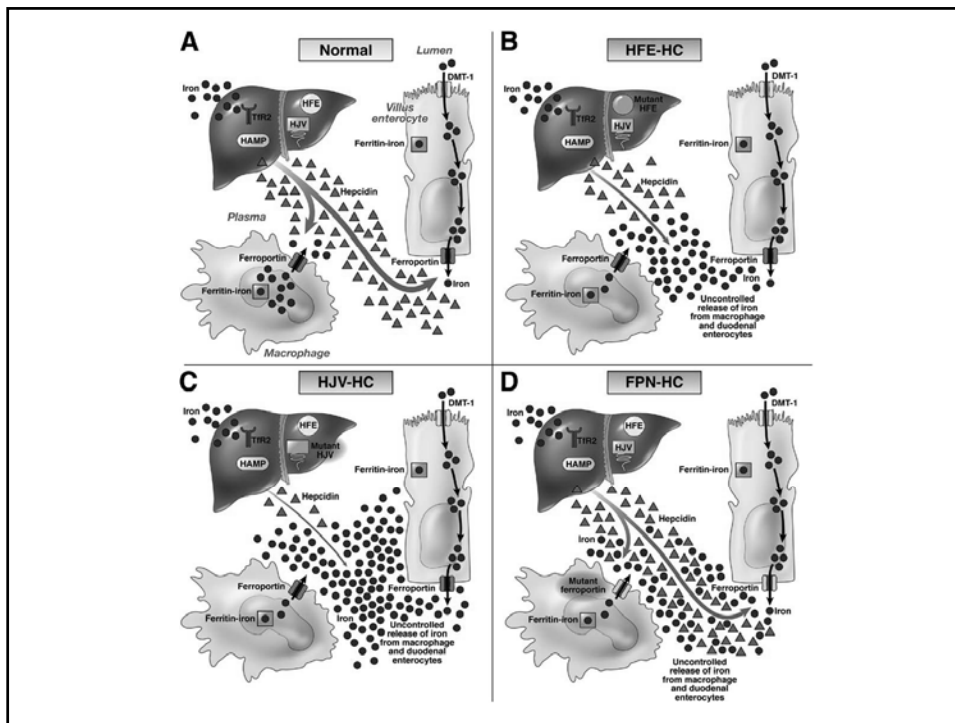 A
Normal
Lumen
DMT-1
Iron
HFE
TfR2
HJV
HAMP
Villus
enterocyte
Ferritin-iron
Hepcidin
Plasma
Ferroportin
Ferroportin
Iron
Ferritin-iron
Macrophage
B
HFE-HC
DMT-1
Iron
Mutant
HFE
TfR2
HJV
HAMP
Ferritin-iron
Hepcidin
Ferroportin
Ferroportin
Iron
Ferritin-iron
Uncontrolled
release of iron
from macrophage
and duodenal
enterocytes
C
HJV-HC
DMT-1
Iron
HFE
TfR2
Mutant
HJV
HAMP
Ferritin-iron
Hepcidin
Ferroportin
Ferroportin
Iron
Ferritin-iron
Iron
Uncontrolled
release of iron
from macrophage
and duodenal
enterocytes
D
FPN-HC
DMT-1
Iron
HFE
TfR2
HJV
HAMP
Ferritin-iron
Hepcidin
Iron
Mutant
ferroportin
Ferroportin
Iron
Ferritin-iron
Uncontrolled
release of iron
from macrophage
and duodenal
enterocytes